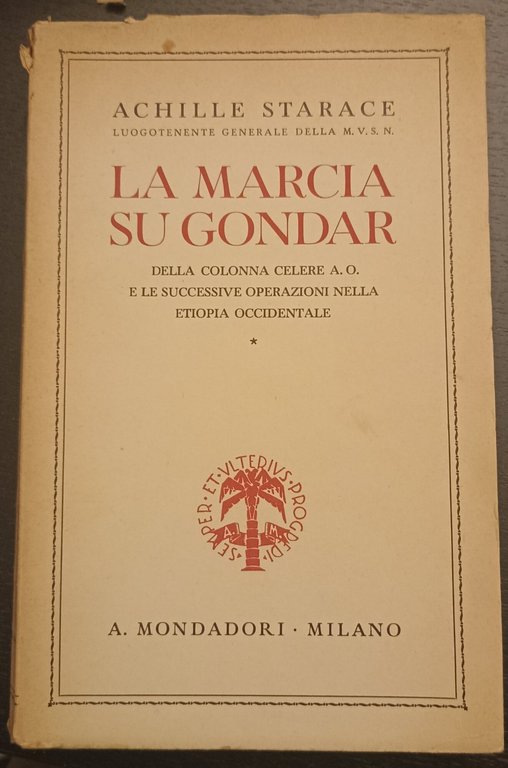 ACHILLE STARACE
LUOGOTENENTE GENERALE DELLA M. V. S. N.
LA MARCIA
SU GONDAR
DELLA COLONNA CELERE A. O.
E LE SUCCESSIVE OPERAZIONI NELLA
ETIOPIA OCCIDENTALE
*
SEMPER · ET · VLTERIVS · PROGREDI
A. M.
A. MONDADORI · MILANO